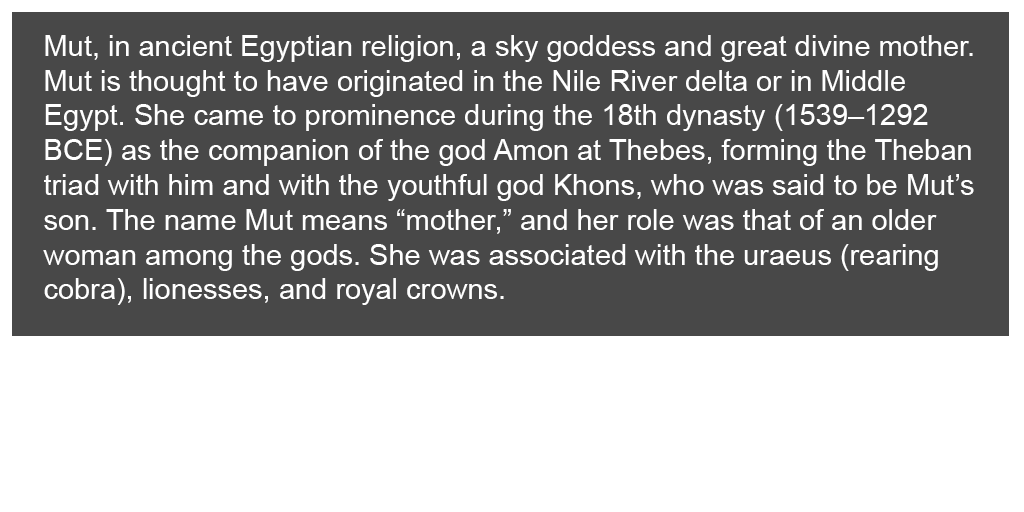 Mut, in ancient Egyptian religion, a sky goddess and great divine mother.
Mut is thought to have originated in the Nile River delta or in Middle
Egypt. She came to prominence during the 18th dynasty (1539–1292
BCE) as the companion of the god Amon at Thebes, forming the Theban
triad with him and with the youthful god Khons, who was said to be Mut’s
son. The name Mut means “mother,” and her role was that of an older
woman among the gods. She was associated with the uraeus (rearing
cobra), lionesses, and royal crowns.